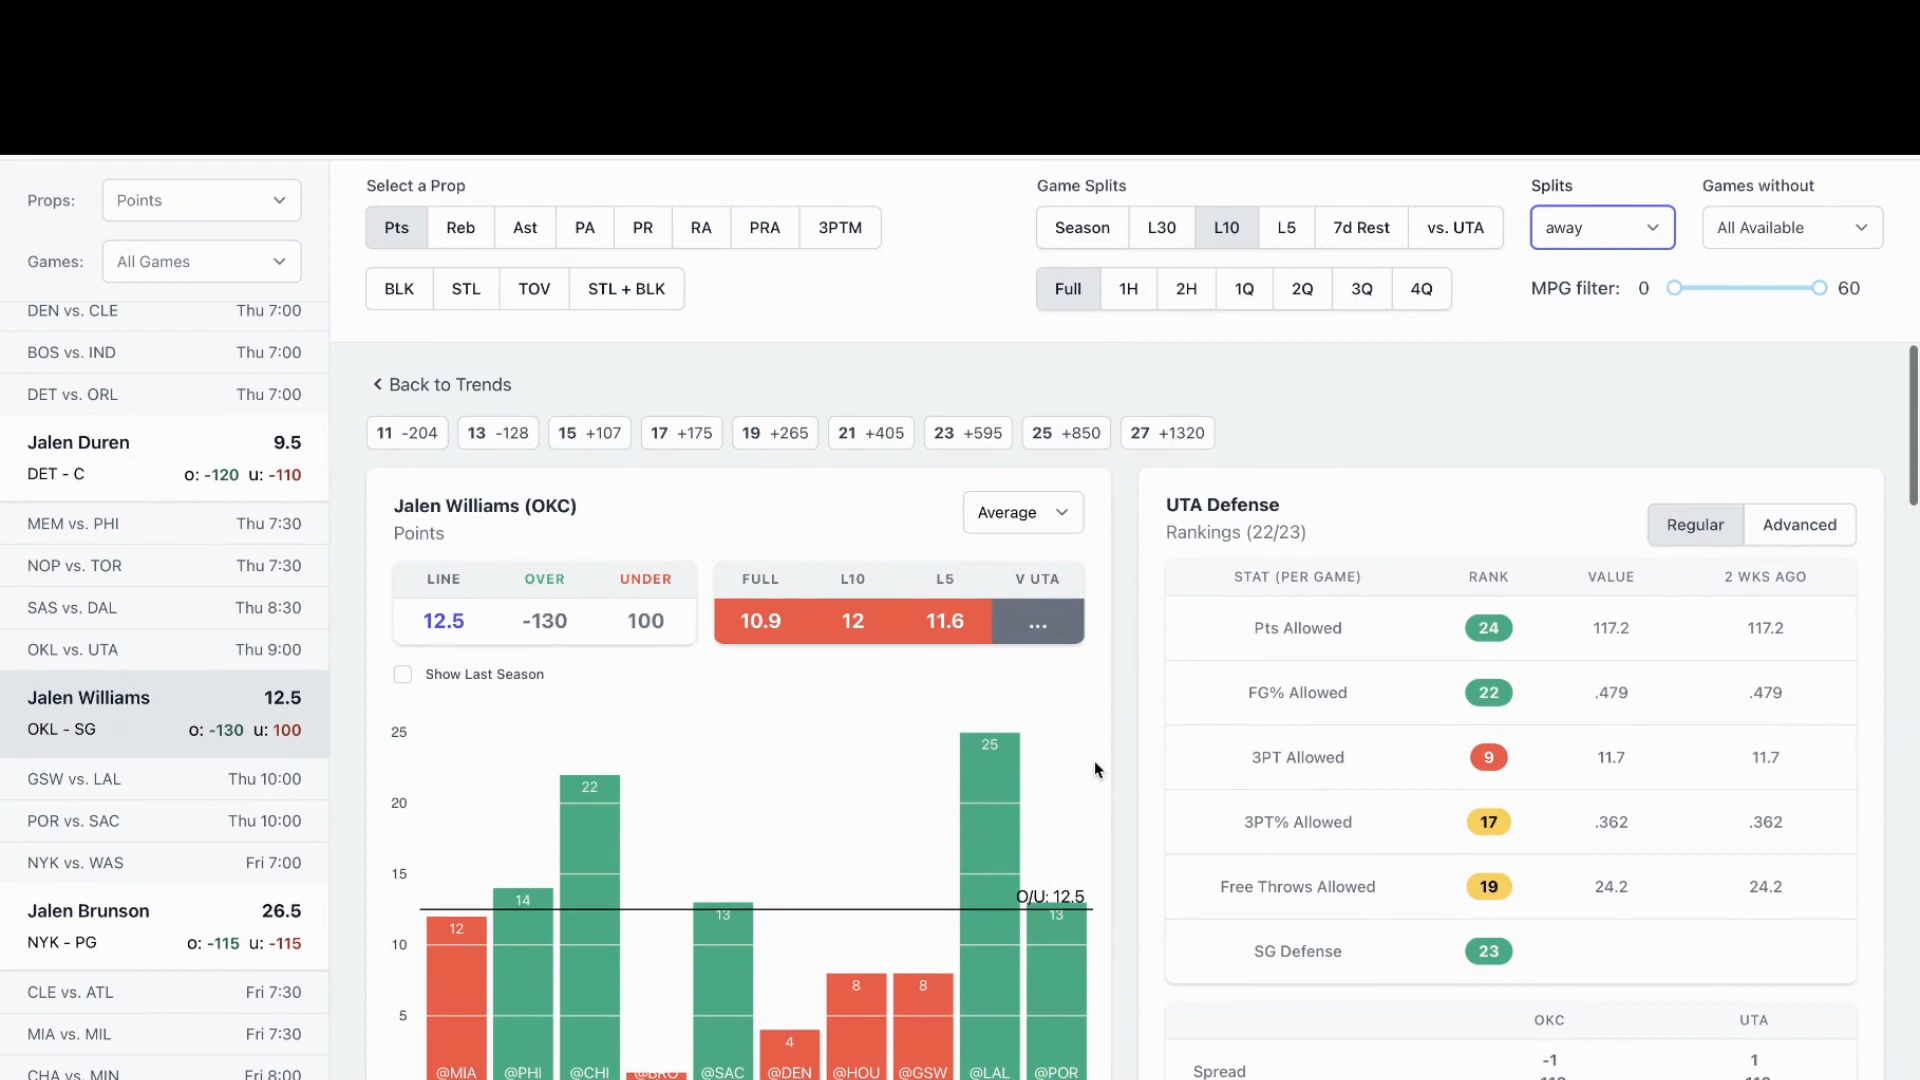 Props:
Points
Games:
All Games
DEN vs. CLE Thu 7:00
BOS vs. IND Thu 7:00
DET vs. ORL Thu 7:00
Jalen Duren 9.5
DET - C o: -120 u: -110
MEM vs. PHI Thu 7:30
NOP vs. TOR Thu 7:30
SAS vs. DAL Thu 8:30
OKL vs. UTA Thu 9:00
Jalen Williams 12.5
OKL - SG o: -130 u: 100
GSW vs. LAL Thu 10:00
POR vs. SAC Thu 10:00
NYK vs. WAS Fri 7:00
Jalen Brunson 26.5
NYK - PG o: -115 u: -115
CLE vs. ATL Fri 7:30
MIA vs. MIL Fri 7:30
CHA vs. MIN Fri 8:00
Select a Prop
Pts Reb Ast PA PR RA PRA 3PTM
BLK STL TOV STL + BLK
Game Splits
Season L30 L10 L5 7d Rest vs. UTA
Full 1H 2H 1Q 2Q 3Q 4Q
Splits
away
Games without
All Available
MPG filter: 0 60
Back to Trends
11 -204 13 -128 15 +107 17 +175 19 +265 21 +405 23 +595 25 +850 27 +1320
Jalen Williams (OKC)
Points
Average
LINE OVER UNDER
12.5 -130 100
FULL L10 L5 V UTA
10.9 12 11.6 ...
Show Last Season
25
20
15
10
5
12 14 22 13 4 8 8 25 13
O/U: 12.5
@MIA @PHI @CHI @BRO @SAC @DEN @HOU @GSW @LAL @POR
UTA Defense
Rankings (22/23)
Regular Advanced
STAT (PER GAME) RANK VALUE 2 WKS AGO
Pts Allowed 24 117.2 117.2
FG% Allowed 22 .479 .479
3PT Allowed 9 11.7 11.7
3PT% Allowed 17 .362 .362
Free Throws Allowed 19 24.2 24.2
SG Defense 23
OKC UTA
Spread -1 1